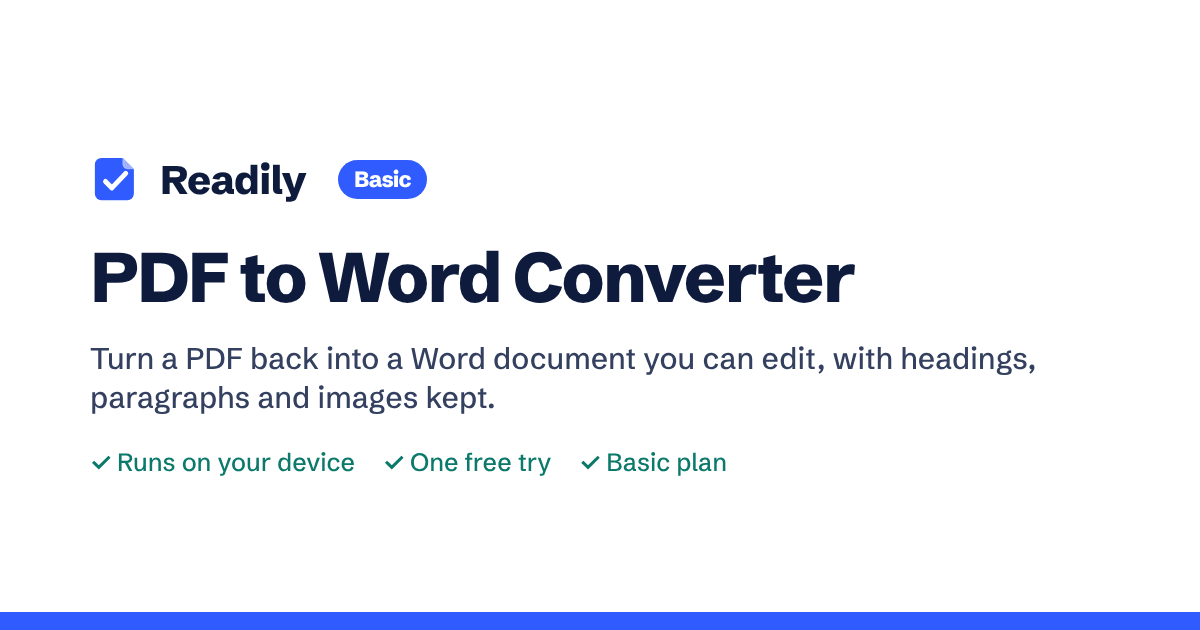 Readily Basic
PDF to Word Converter
Turn a PDF back into a Word document you can edit, with headings,
paragraphs and images kept.
✓ Runs on your device ✓ One free try ✓ Basic plan